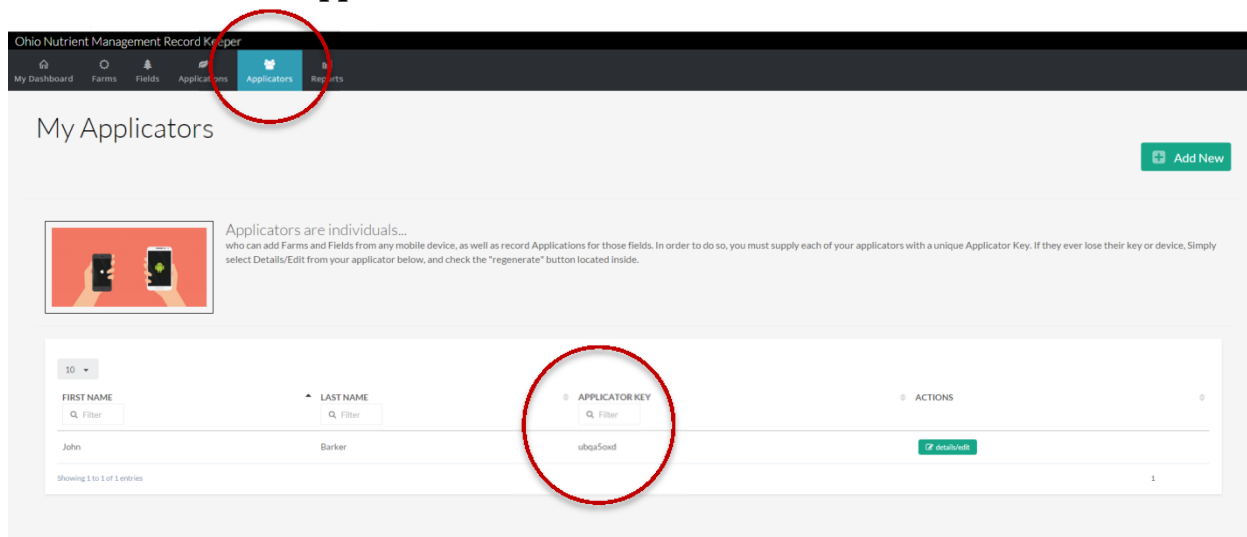 Ohio Nutrient Management Record Keeper
My Dashboard Farms Fields Applications Applicators Reports
My Applicators
Add New
Applicators are individuals...
who can add Farms and Fields from any mobile device, as well as record Applications for those fields. In order to do so, you must supply each of your applicators with a unique Applicator Key. If they ever lose their key or device, Simply
select Details/Edit from your applicator below, and check the "regenerate" button located inside.
10
FIRST NAME LAST NAME APPLICATOR KEY ACTIONS
Filter Filter Filter
John Barker ubqa5oxd details/edit
Showing 1 to 1 of 1 entries 1